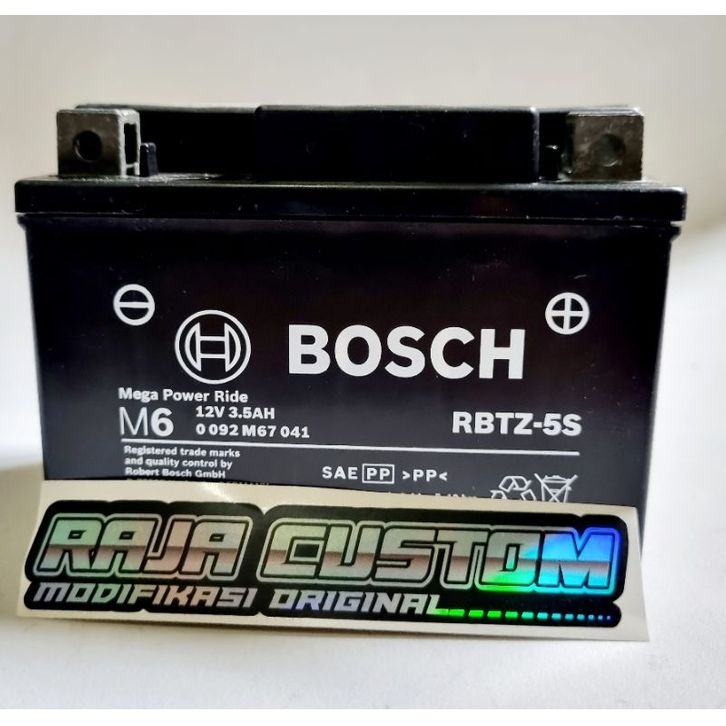 BOSCH
Mega Power Ride
M6 12V 3.5AH
0 092 M67 041
RBTZ-5S
Registered trade marks
and quality control by
Robert Bosch GmbH
SAE PP >PP<
RAJA CUSTOM
MODIFIKASI ORIGINAL